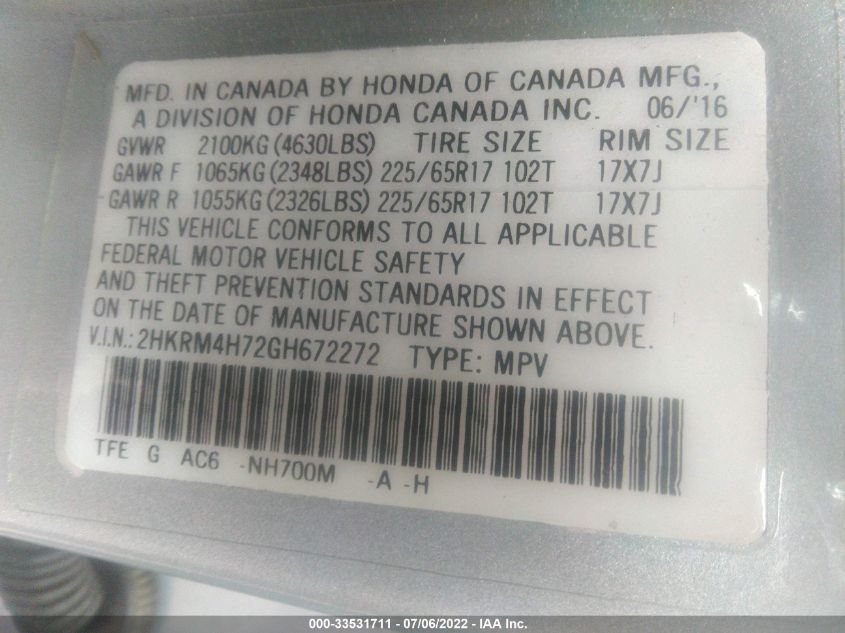 MFD. IN CANADA BY HONDA OF CANADA MFG.,
A DIVISION OF HONDA CANADA INC. 06/'16
GVWR 2100KG (4630LBS) TIRE SIZE RIM SIZE
GAWR F 1065KG (2348LBS) 225/65R17 102T 17X7J
GAWR R 1055KG (2326LBS) 225/65R17 102T 17X7J
THIS VEHICLE CONFORMS TO ALL APPLICABLE
FEDERAL MOTOR VEHICLE SAFETY
AND THEFT PREVENTION STANDARDS IN EFFECT
ON THE DATE OF MANUFACTURE SHOWN ABOVE.
V.I.N.: 2HKRM4H72GH672272 TYPE: MPV
TFE G AC6 -NH700M -A -H
000-33531711 - 07/06/2022 - IAA Inc.